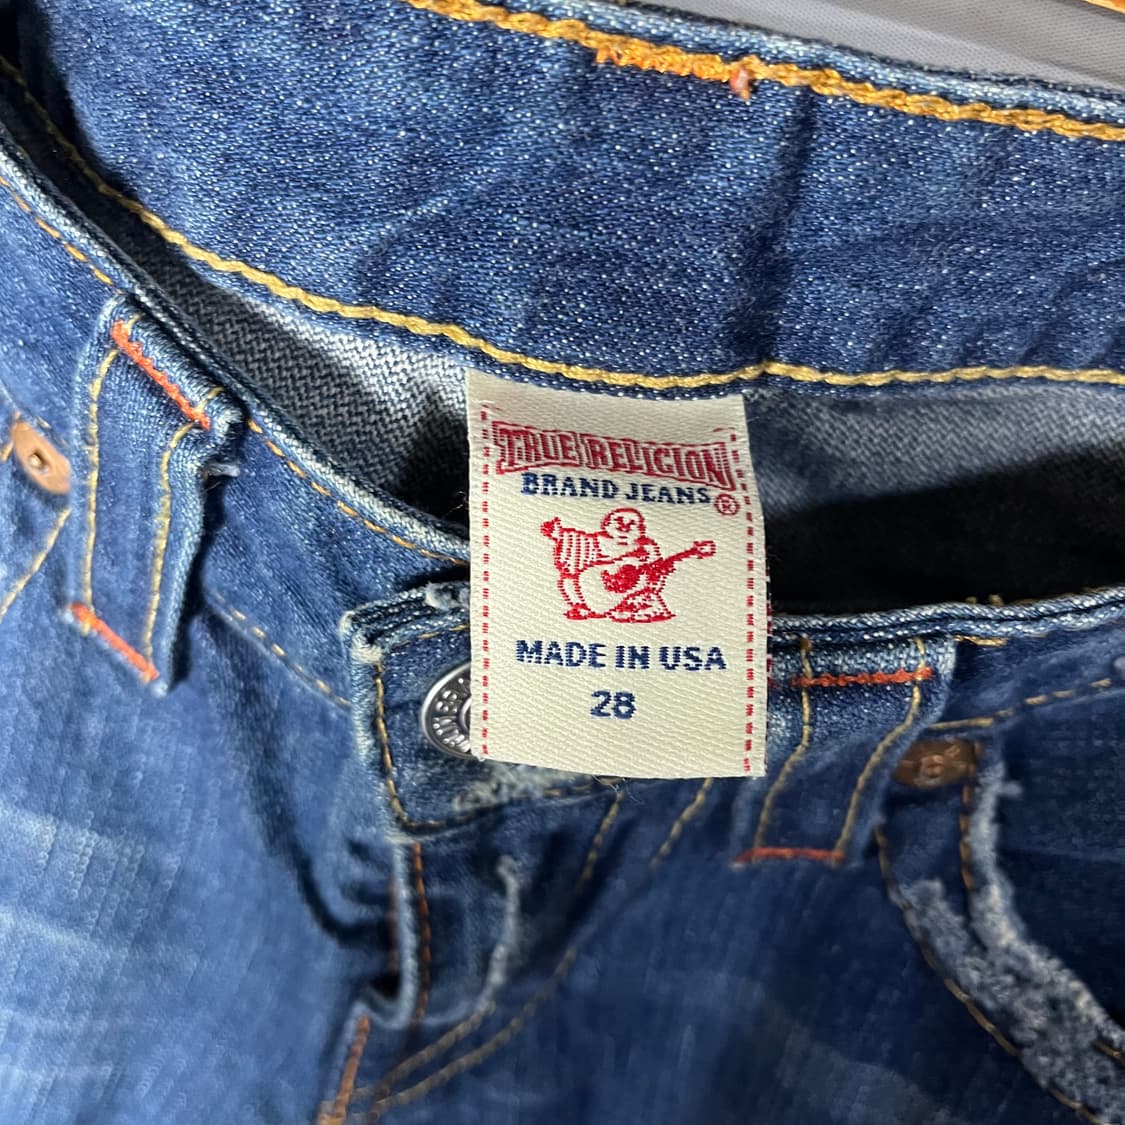 TRUE RELIGION
BRAND JEANS®
MADE IN USA
28